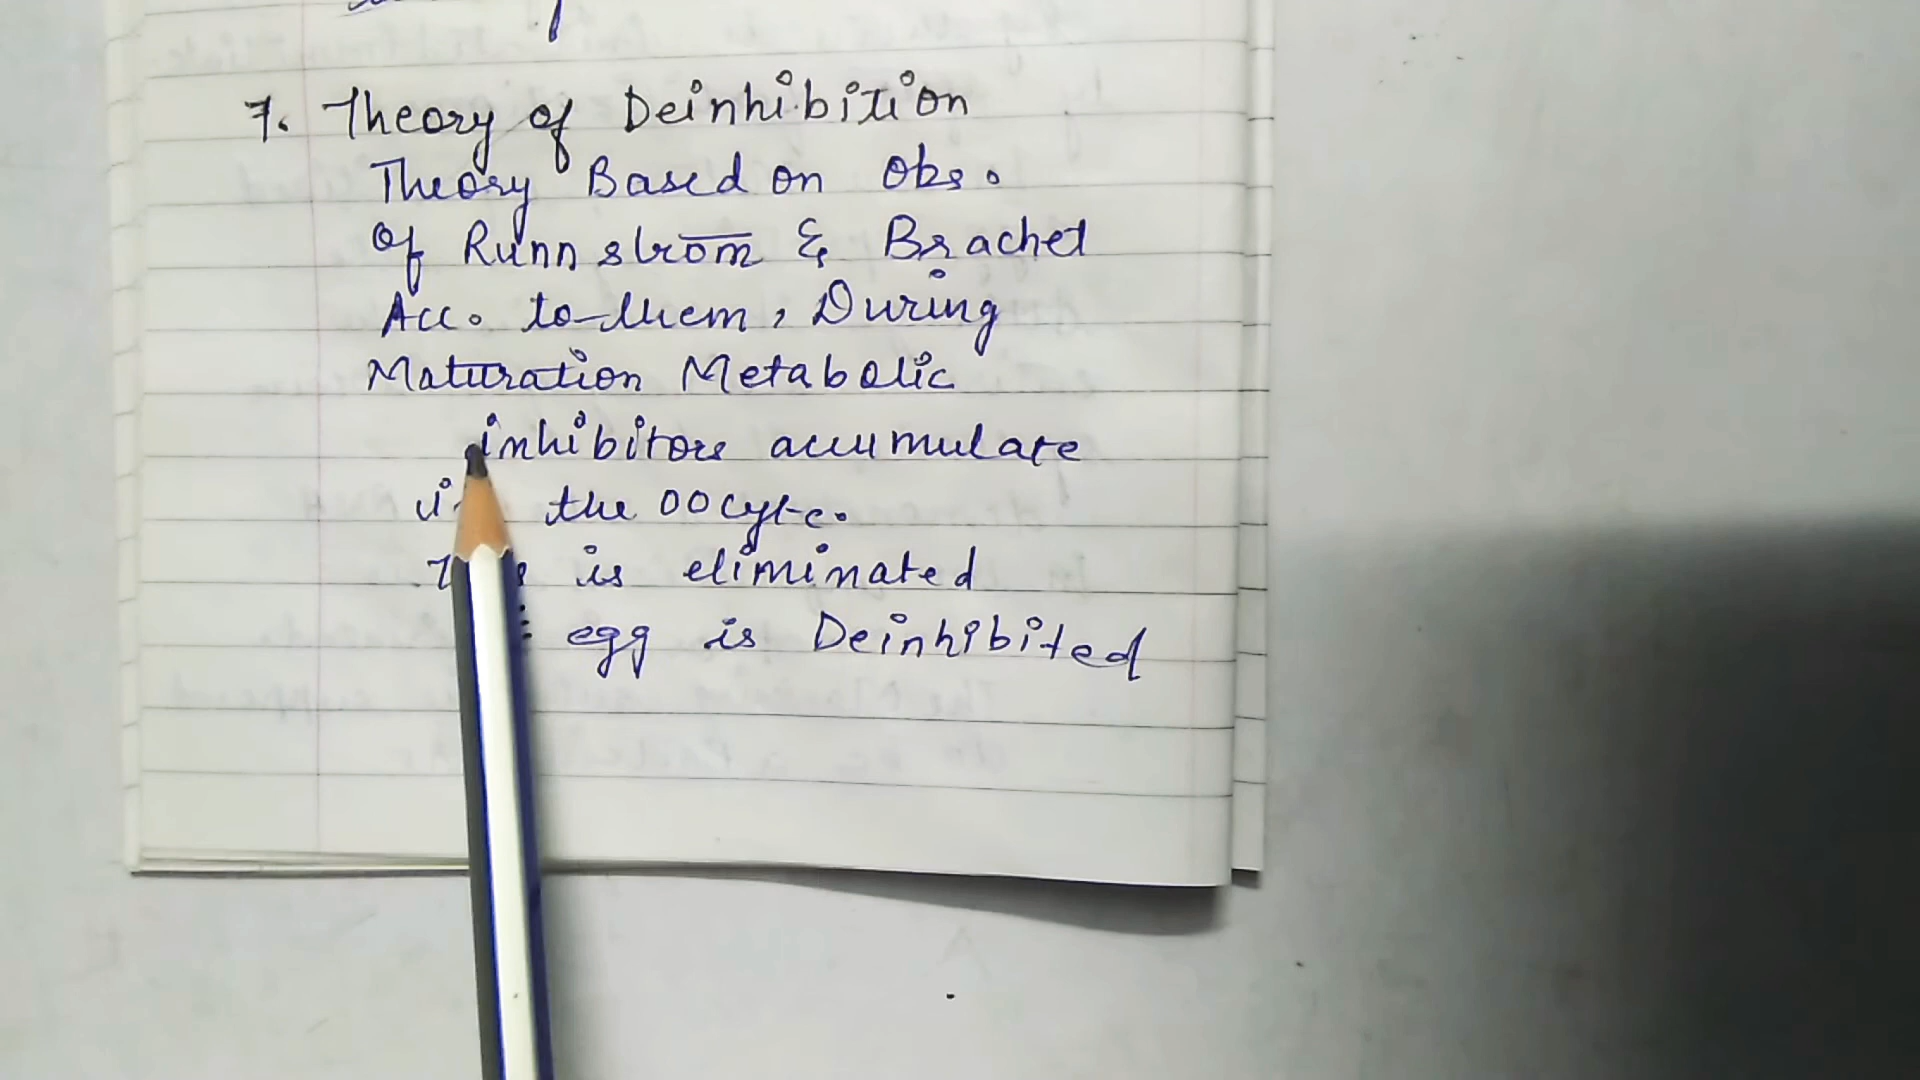 7. Theory of Deinhibition
Theory Based on Obs.
Of Runnstrom & Brachet
Acc. to them, During
Maturation Metabolic
inhibitors accumulate
the oocyte.
is eliminated
egg is Deinhibited